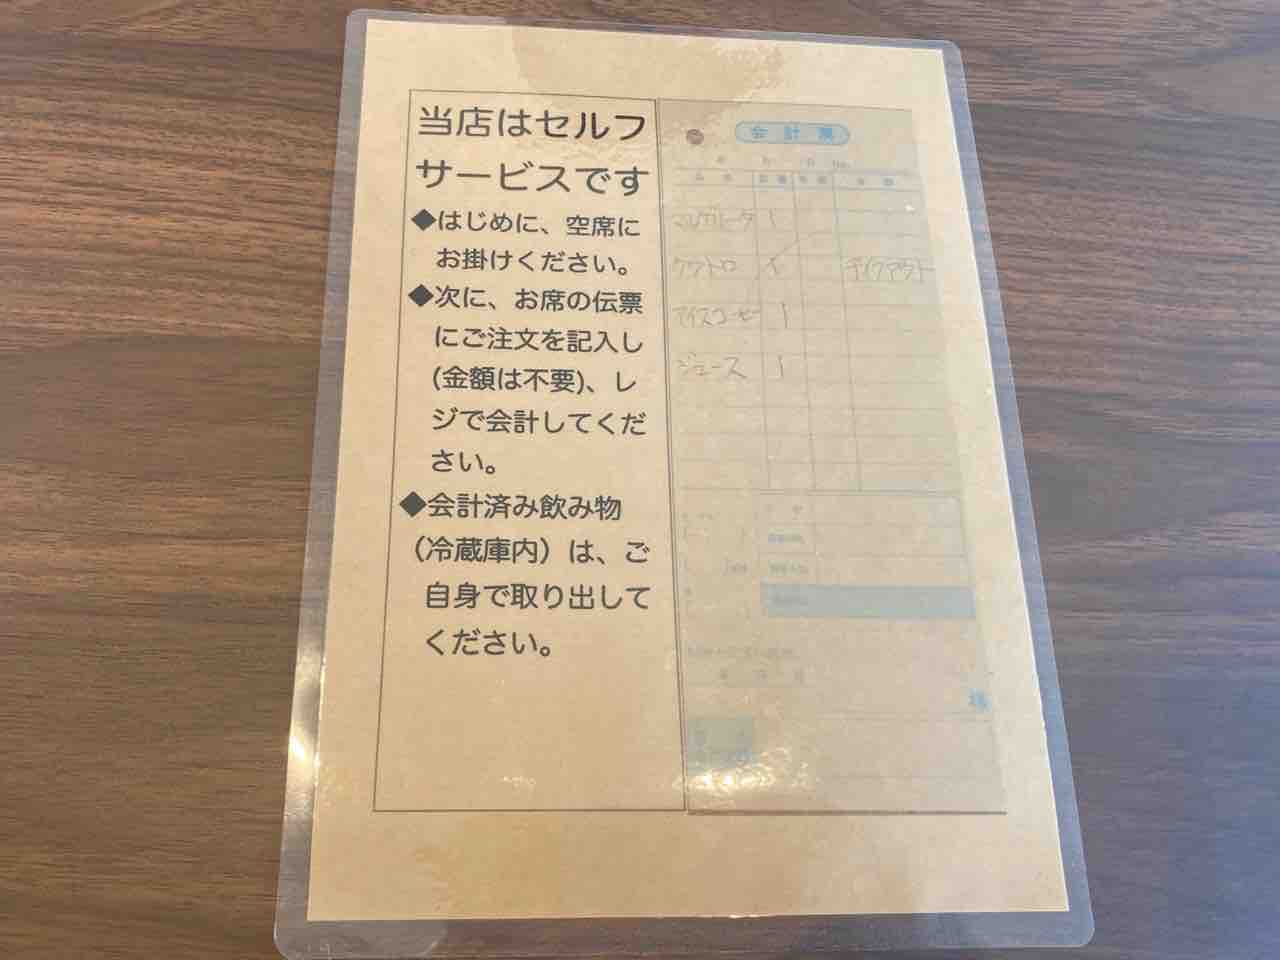 当店はセルフ
サービスです
◆はじめに、空席に
お掛けください。
◆次に、お席の伝票
にご注文を記入し
(金額は不要)、レ
ジで会計してくだ
さい。
◆会計済み飲み物
（冷蔵庫内）は、ご
自身で取り出して
ください。
会計票
マルガリータ 1
クワトロ 1 テイクアウト
アイスコーヒー 1
ジュース 1
様